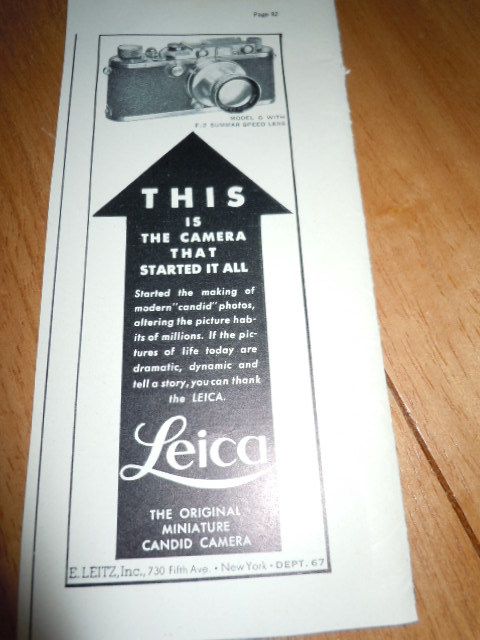 Page 92
MODEL G WITH
F:2 SUMMAR SPEED LENS
THIS
IS
THE CAMERA
THAT
STARTED IT ALL
Started the making of
modern "candid" photos,
altering the picture hab-
its of millions. If the pic-
tures of life today are
dramatic, dynamic and
tell a story, you can thank
the LEICA.
Leica
THE ORIGINAL
MINIATURE
CANDID CAMERA
E. LEITZ, Inc., 730 Fifth Ave. • New York • DEPT. 67